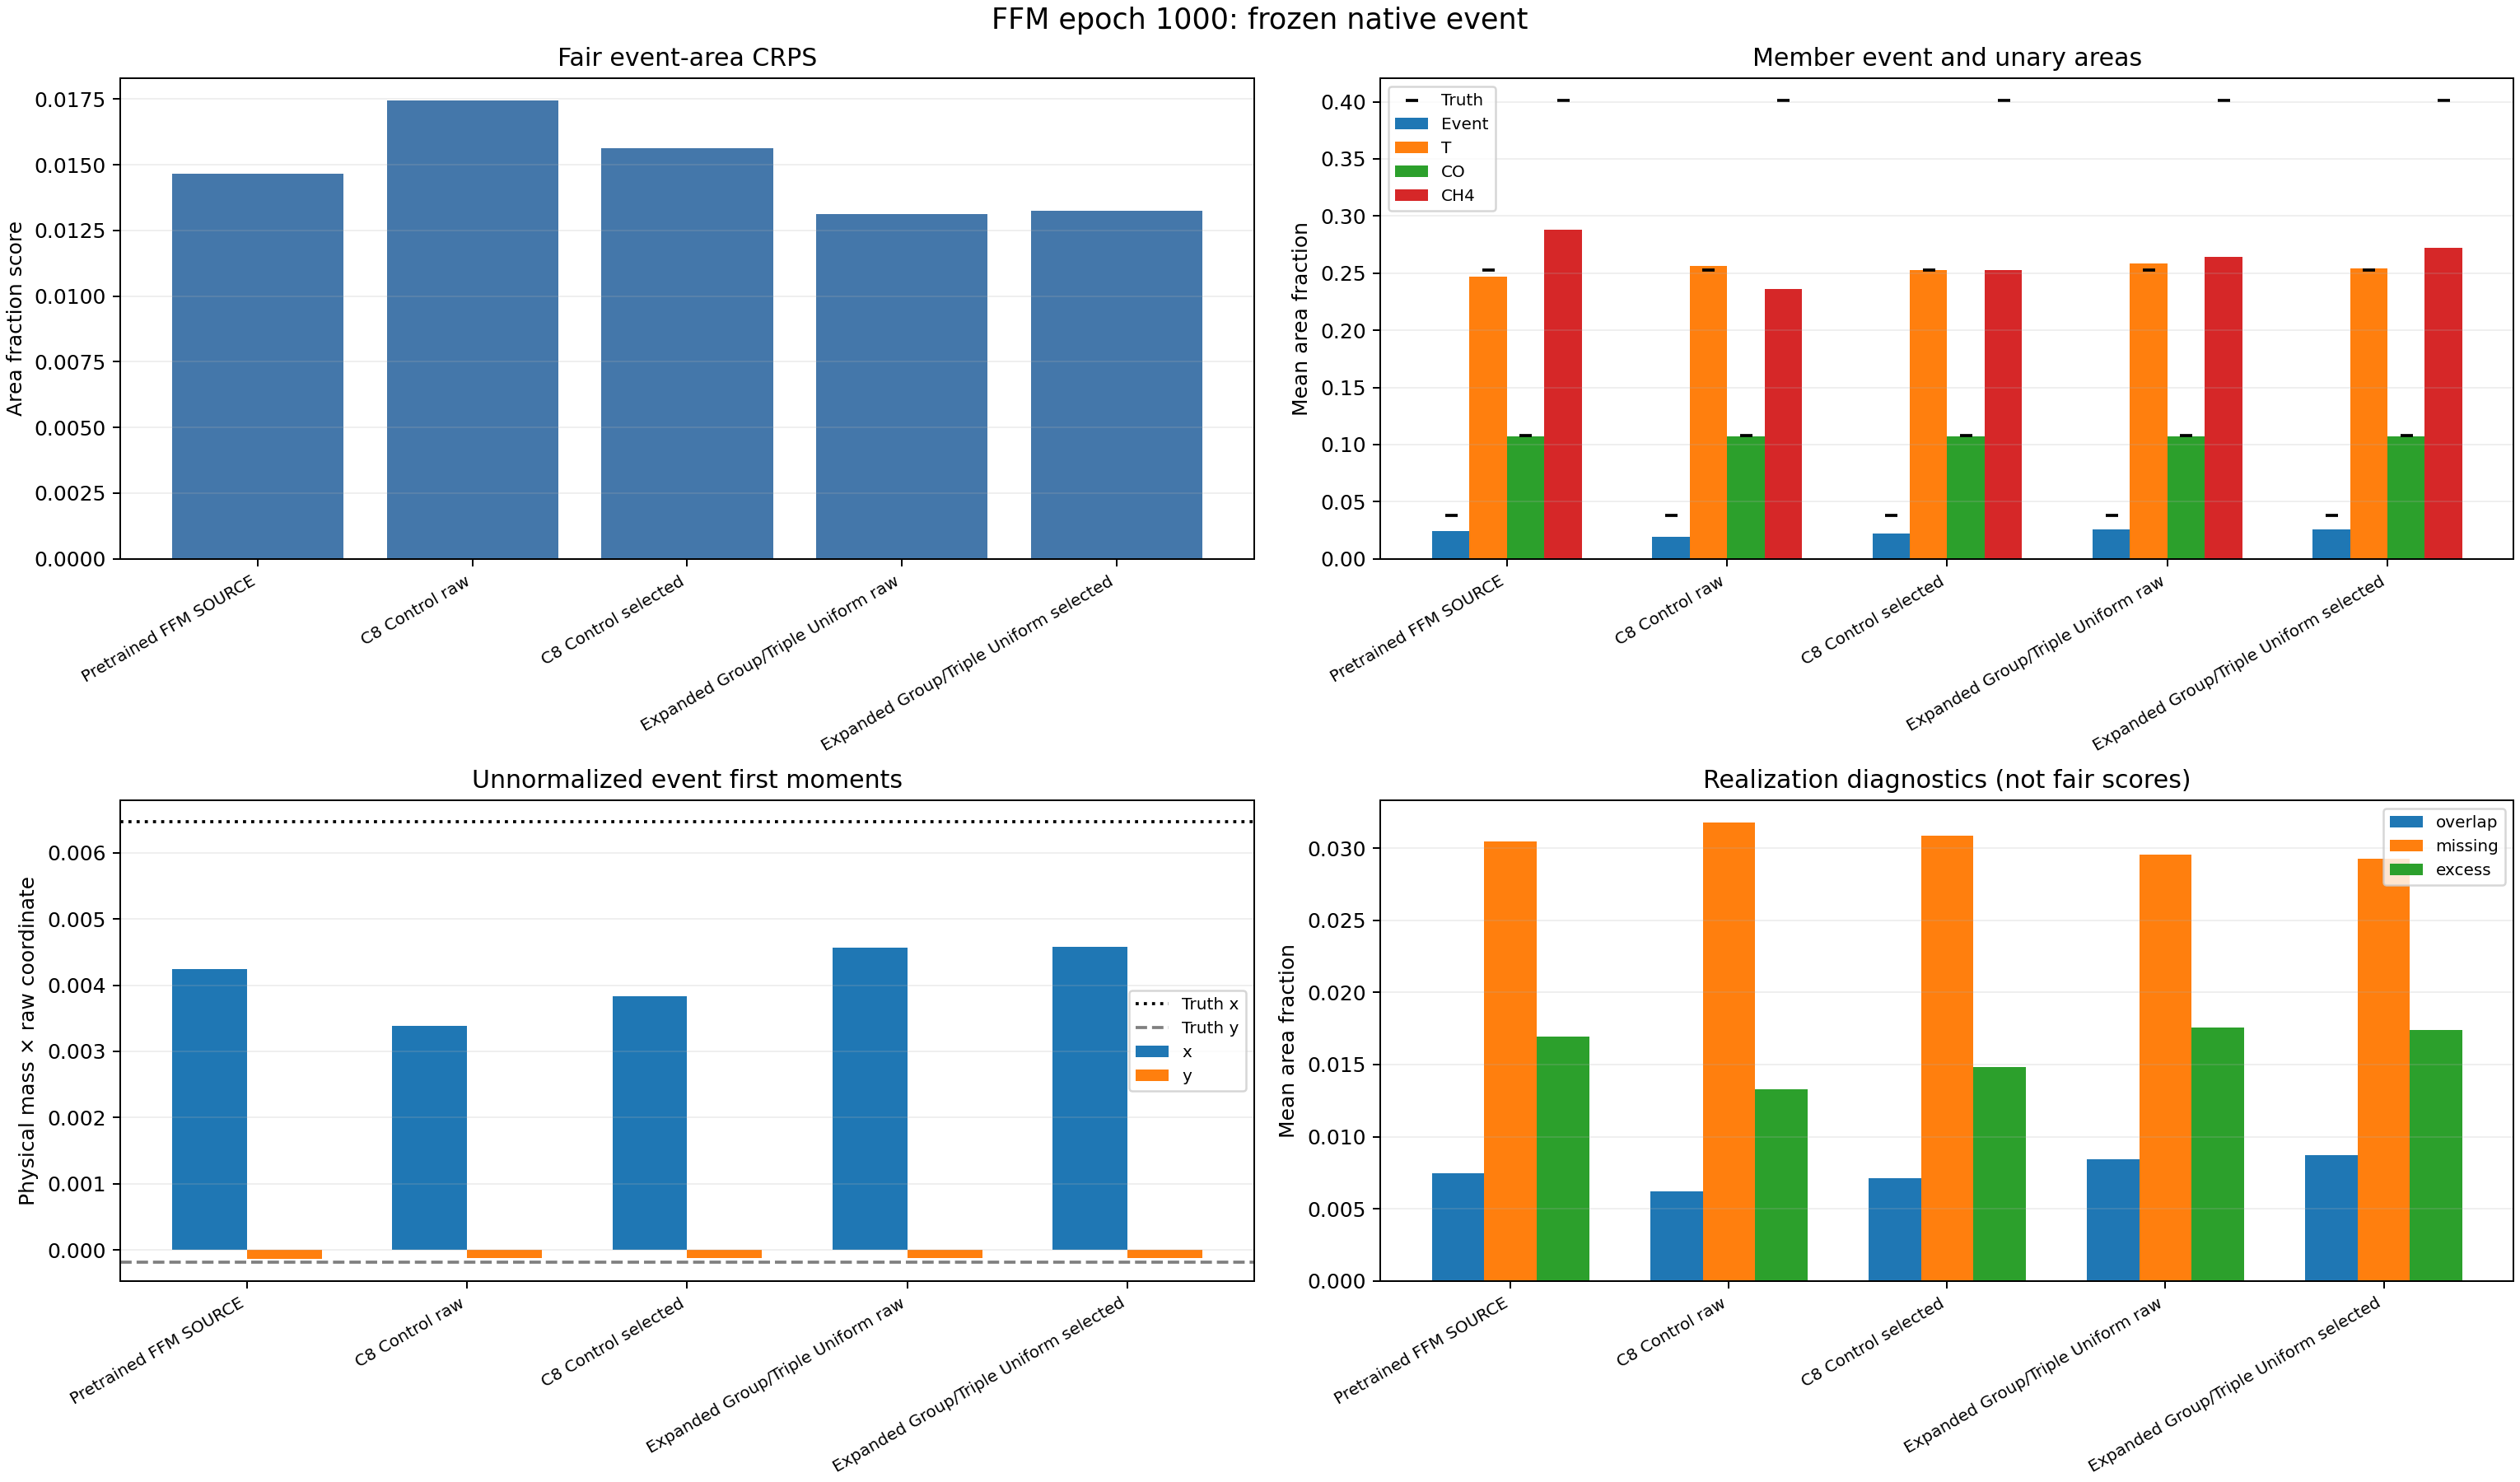 FFM epoch 1000: frozen native event
Fair event-area CRPS
Area fraction score
0.0175
0.0150
0.0125
0.0100
0.0075
0.0050
0.0025
0.0000
Pretrained FFM SOURCE
C8 Control raw
C8 Control selected
Expanded Group/Triple Uniform raw
Expanded Group/Triple Uniform selected
Member event and unary areas
Mean area fraction
0.40
0.35
0.30
0.25
0.20
0.15
0.10
0.05
0.00
Truth
Event
T
CO
CH4
Pretrained FFM SOURCE
C8 Control raw
C8 Control selected
Expanded Group/Triple Uniform raw
Expanded Group/Triple Uniform selected
Unnormalized event first moments
Physical mass × raw coordinate
0.006
0.005
0.004
0.003
0.002
0.001
0.000
Truth x
Truth y
x
y
Pretrained FFM SOURCE
C8 Control raw
C8 Control selected
Expanded Group/Triple Uniform raw
Expanded Group/Triple Uniform selected
Realization diagnostics (not fair scores)
Mean area fraction
0.030
0.025
0.020
0.015
0.010
0.005
0.000
overlap
missing
excess
Pretrained FFM SOURCE
C8 Control raw
C8 Control selected
Expanded Group/Triple Uniform raw
Expanded Group/Triple Uniform selected